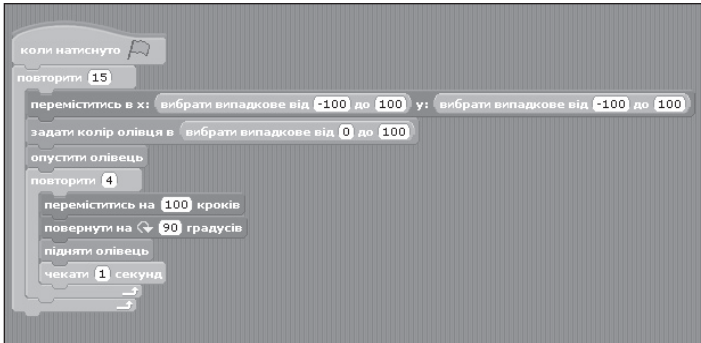 коли натиснуто
повторити 15
переміститись в x: вибрати випадкове від -100 до 100 y: вибрати випадкове від -100 до 100
задати колір олівця в вибрати випадкове від 0 до 100
опустити олівець
повторити 4
переміститись на 100 кроків
повернути на 90 градусів
підняти олівець
чекати 1 секунд